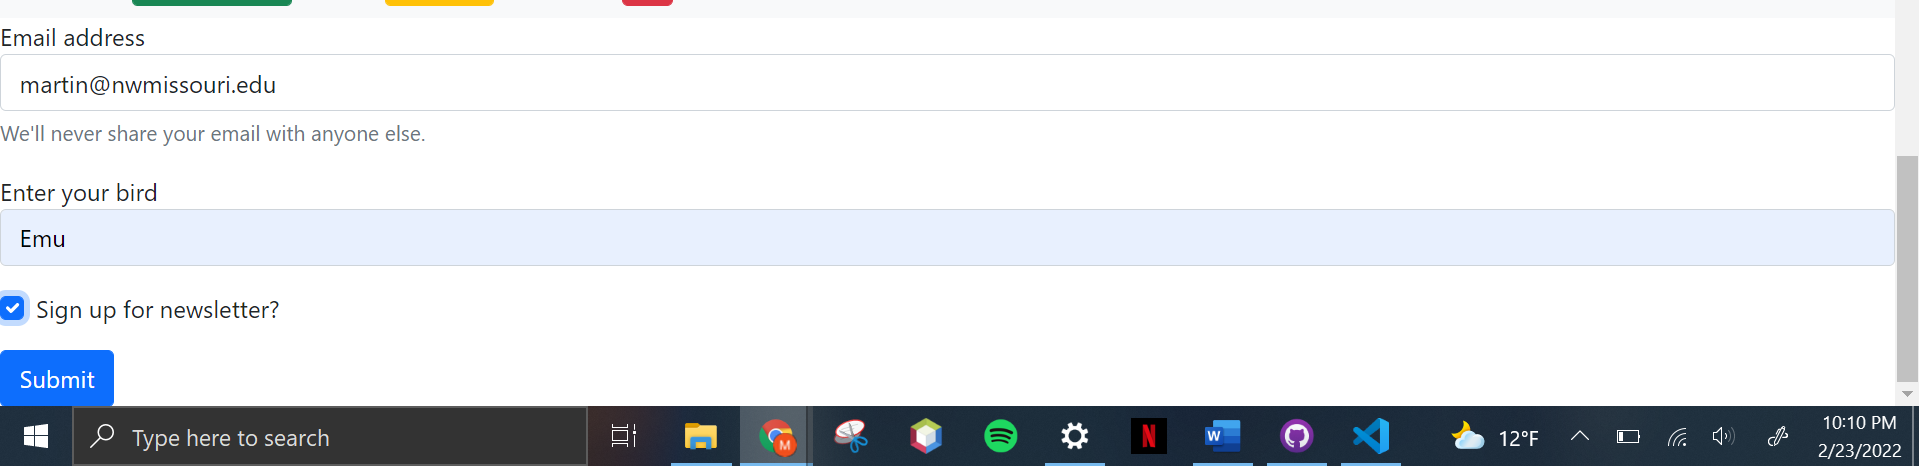 Email address
martin@nwmissouri.edu
We'll never share your email with anyone else.
Enter your bird
Emu
Sign up for newsletter?
Submit
Type here to search
M
N
W
12°F
10:10 PM
2/23/2022